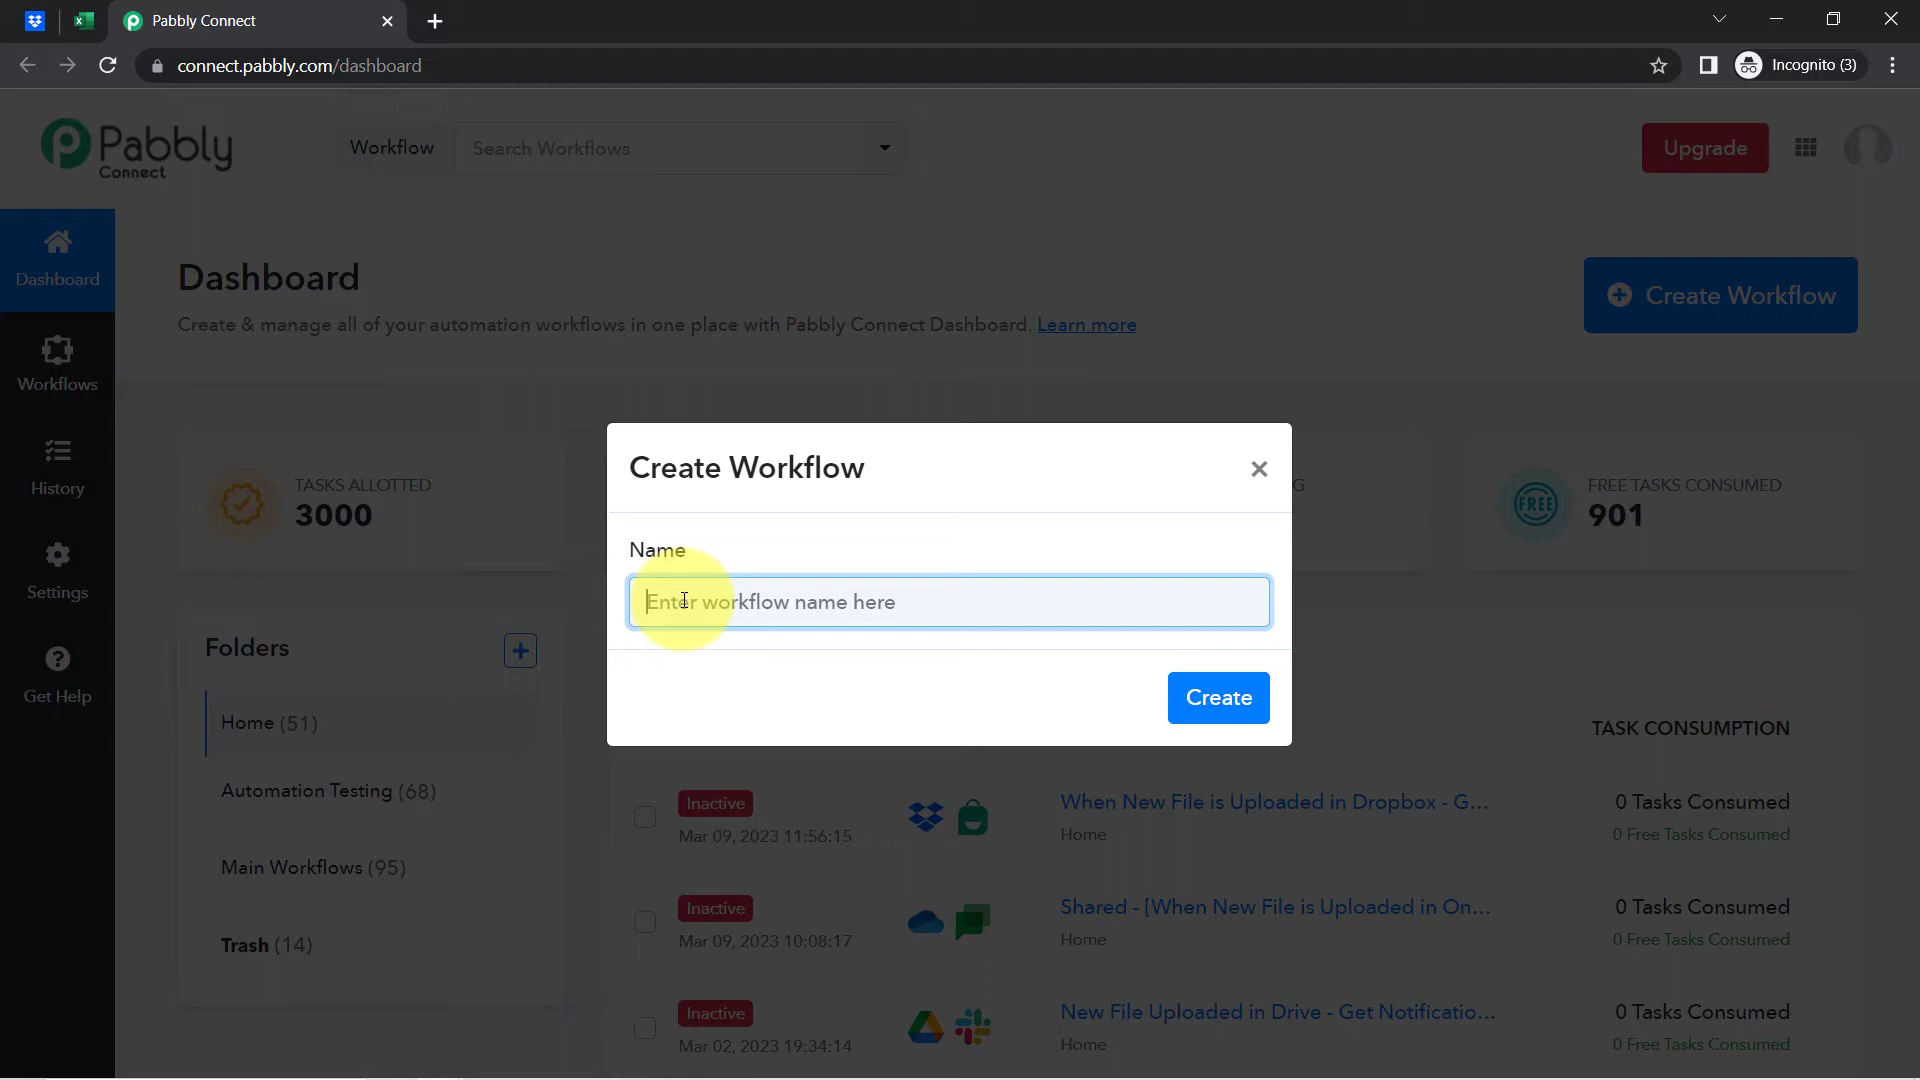 Pabbly Connect
connect.pabbly.com/dashboard
Incognito (3)
Pabbly
Connect
Workflow
Search Workflows
Upgrade
Dashboard
Workflows
History
Settings
Get Help
Dashboard
Create & manage all of your automation workflows in one place with Pabbly Connect Dashboard. Learn more
Create Workflow
TASKS ALLOTTED
3000
G
FREE TASKS CONSUMED
FREE
901
Create Workflow
Name
Enter workflow name here
Create
Folders
Home (51)
Automation Testing (68)
Main Workflows (95)
Trash (14)
TASK CONSUMPTION
Inactive
Mar 09, 2023 11:56:15
When New File is Uploaded in Dropbox - G...
Home
0 Tasks Consumed
0 Free Tasks Consumed
Inactive
Mar 09, 2023 10:08:17
Shared - [When New File is Uploaded in On...
Home
0 Tasks Consumed
0 Free Tasks Consumed
Inactive
Mar 02, 2023 19:34:14
New File Uploaded in Drive - Get Notificatio...
Home
0 Tasks Consumed
0 Free Tasks Consumed